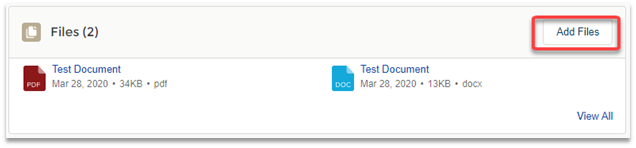 Files (2)
Add Files
Test Document
Mar 28, 2020 • 34KB • pdf
PDF
Test Document
Mar 28, 2020 • 13KB • docx
DOC
View All